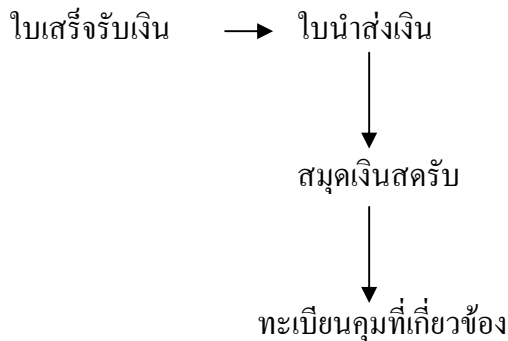 ใบเสร็จรับเงิน ใบนำส่งเงิน
สมุดเงินสดรับ
ทะเบียนคุมที่เกี่ยวข้อง